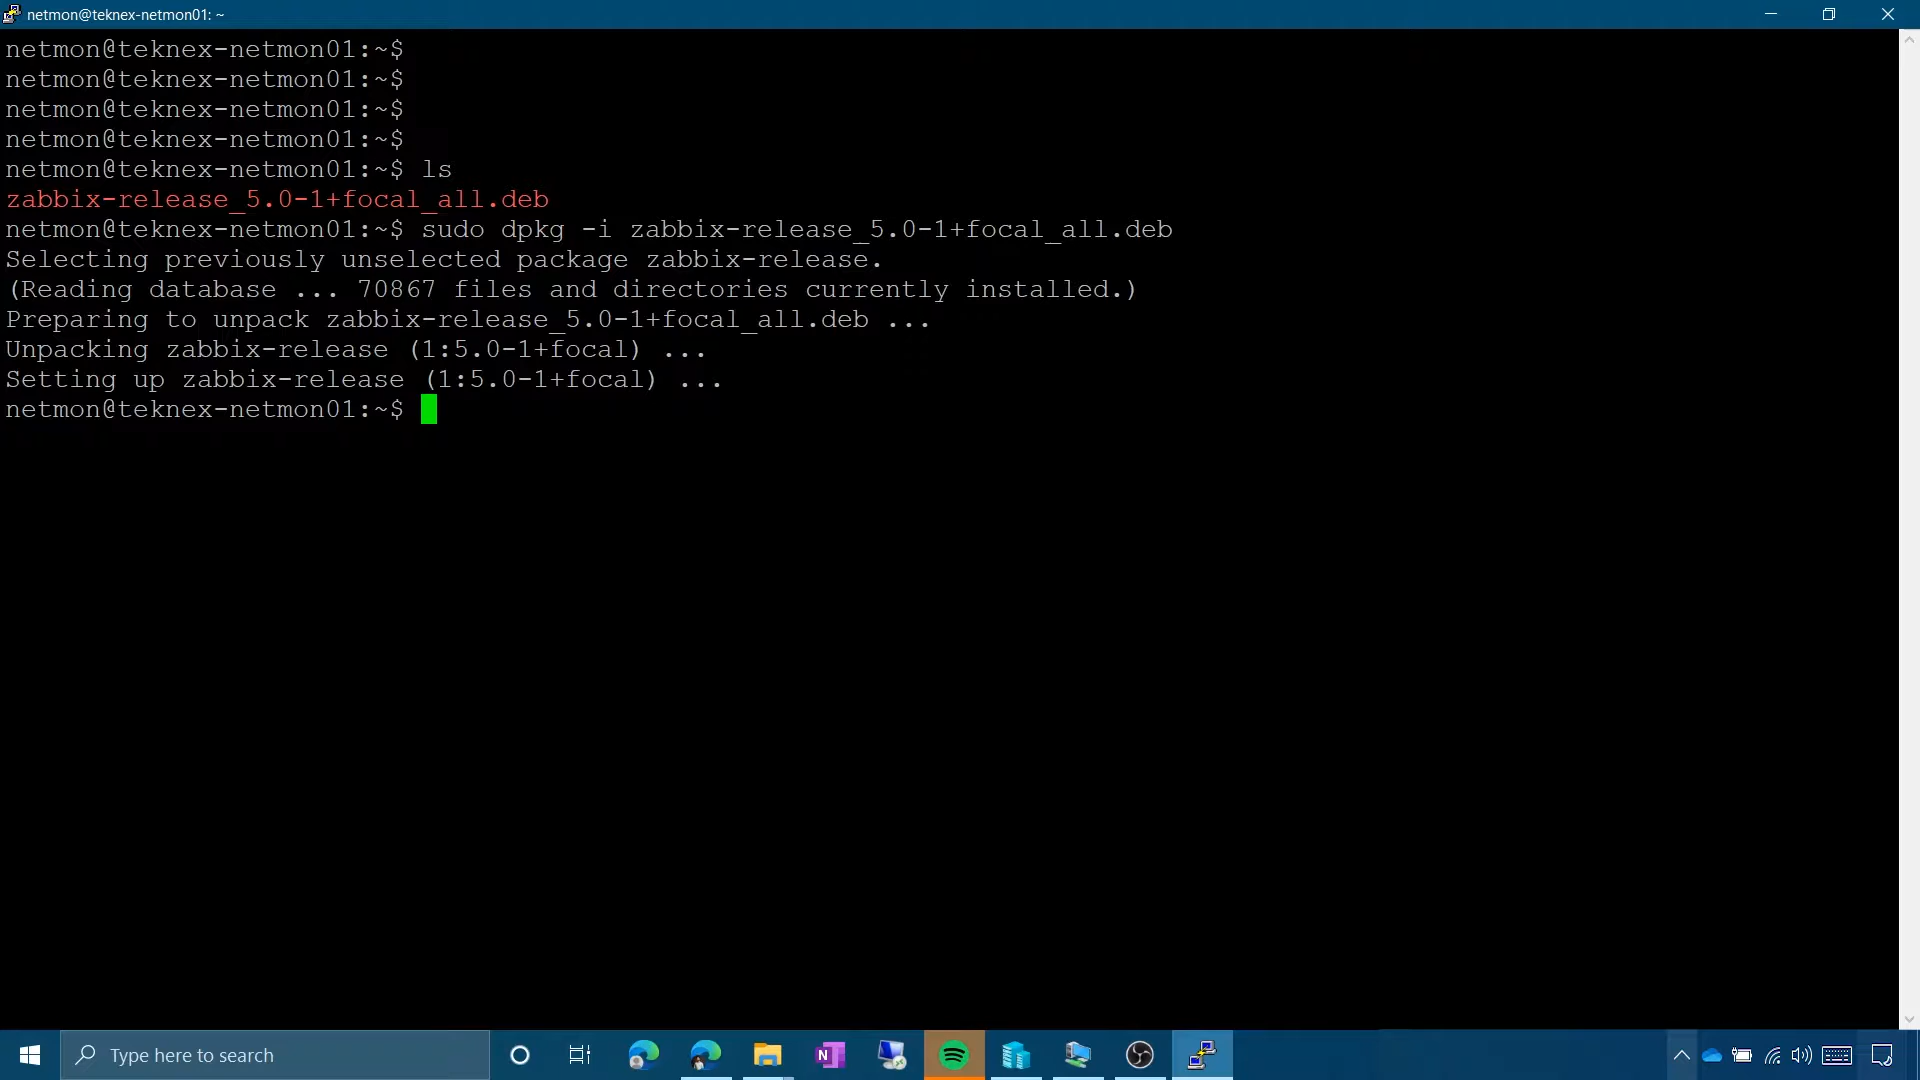 netmon@teknex-netmon01: ~
netmon@teknex-netmon01:~$
netmon@teknex-netmon01:~$
netmon@teknex-netmon01:~$
netmon@teknex-netmon01:~$
netmon@teknex-netmon01:~$ ls
zabbix-release_5.0-1+focal_all.deb
netmon@teknex-netmon01:~$ sudo dpkg -i zabbix-release_5.0-1+focal_all.deb
Selecting previously unselected package zabbix-release.
(Reading database ... 70867 files and directories currently installed.)
Preparing to unpack zabbix-release_5.0-1+focal_all.deb ...
Unpacking zabbix-release (1:5.0-1+focal) ...
Setting up zabbix-release (1:5.0-1+focal) ...
netmon@teknex-netmon01:~$
Type here to search
N